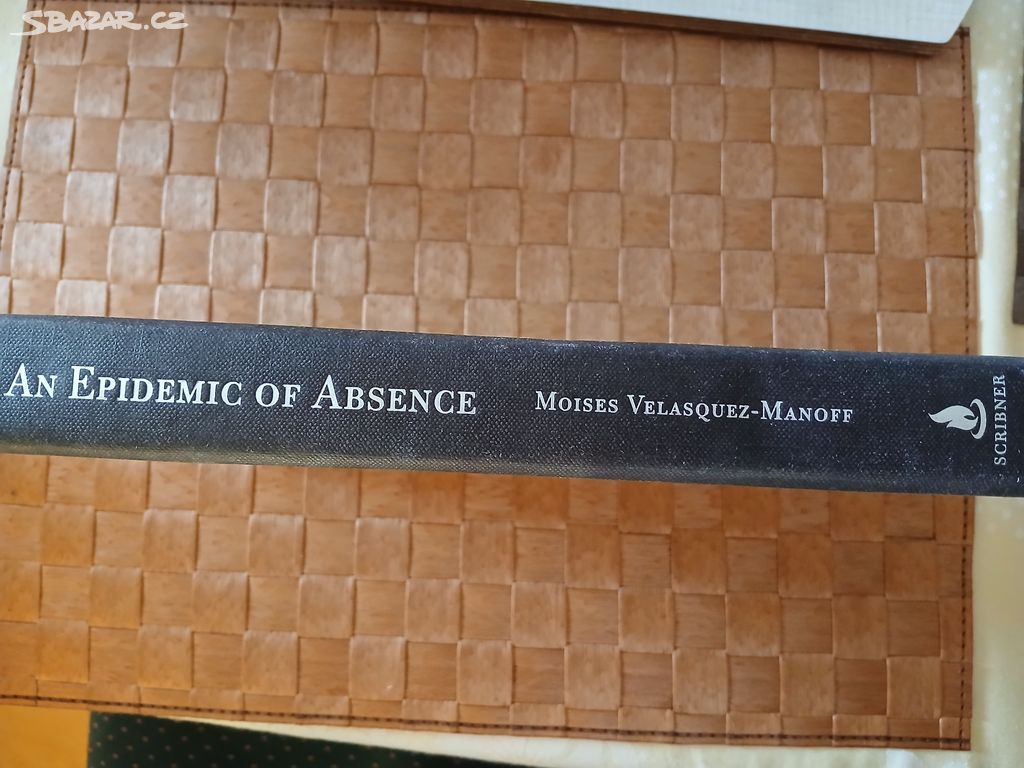 SBAZAR.CZ
AN EPIDEMIC OF ABSENCE
MOISES VELASQUEZ-MANOFF
SCRIBNER